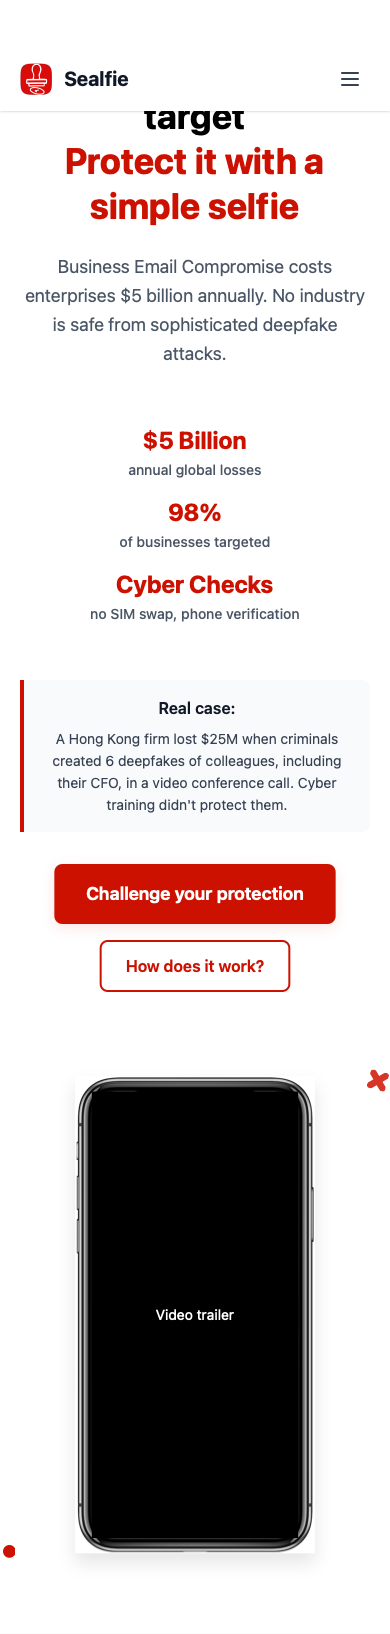 Sealfie
target
Protect it with a
simple selfie
Business Email Compromise costs
enterprises $5 billion annually. No industry
is safe from sophisticated deepfake
attacks.
$5 Billion
annual global losses
98%
of businesses targeted
Cyber Checks
no SIM swap, phone verification
Real case:
A Hong Kong firm lost $25M when criminals
created 6 deepfakes of colleagues, including
their CFO, in a video conference call. Cyber
training didn't protect them.
Challenge your protection
How does it work?
Video trailer